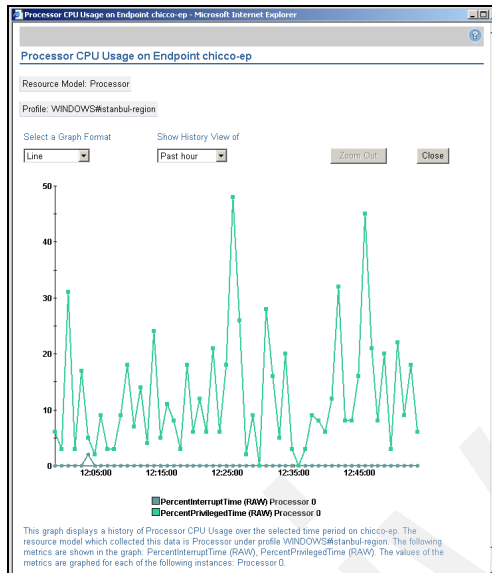 Processor CPU Usage on Endpoint chicco-ep - Microsoft Internet Explorer
?
Processor CPU Usage on Endpoint chicco-ep
Resource Model: Processor
Profile: WINDOWS#istanbul-region
Select a Graph Format Show History View of
Line Past hour Zoom Out Close
50
40
30
20
10
0
12:05:00 12:15:00 12:25:00 12:35:00 12:45:00
PercentInterruptTime (RAW) Processor 0
PercentPrivilegedTime (RAW) Processor 0
This graph displays a history of Processor CPU Usage over the selected time period on chicco-ep. The
resource model which collected this data is Processor under profile WINDOWS#istanbul-region. The following
metrics are shown in the graph: PercentInterruptTime (RAW), PercentPrivilegedTime (RAW). The values of the
metrics are graphed for each of the following instances: Processor 0.